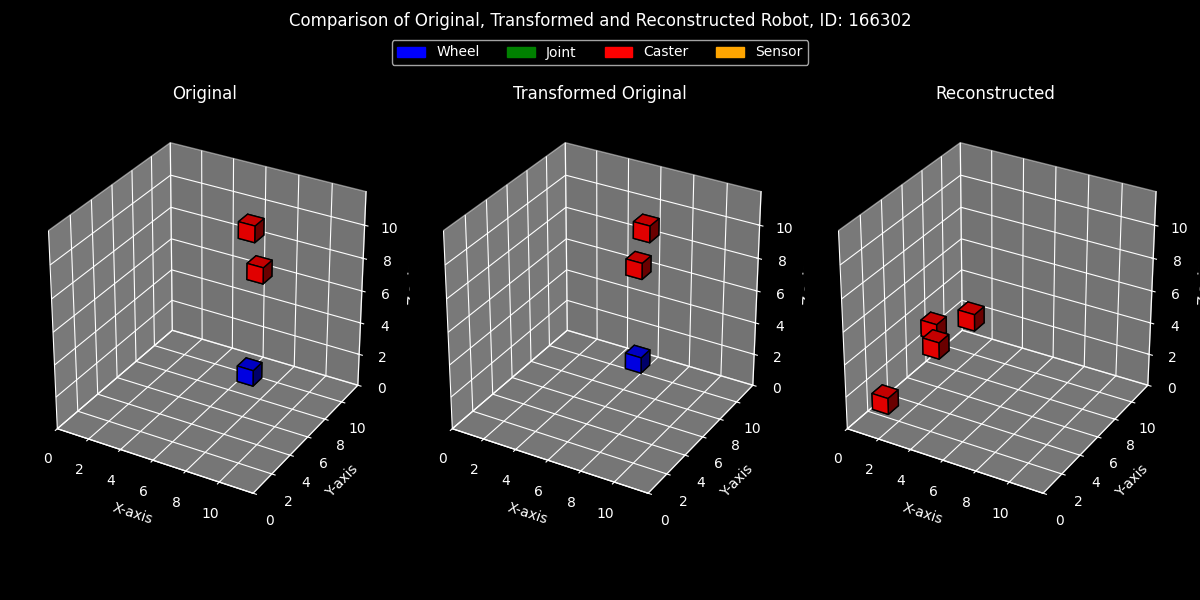 Comparison of Original, Transformed and Reconstructed Robot, ID: 166302
Wheel Joint Caster Sensor
Original
Transformed Original
Reconstructed
0 2 4 6 8 10
X-axis
0 2 4 6 8 10
Y-axis
0 2 4 6 8 10
0 2 4 6 8 10
X-axis
0 2 4 6 8 10
Y-axis
0 2 4 6 8 10
0 2 4 6 8 10
X-axis
0 2 4 6 8 10
Y-axis
0 2 4 6 8 10